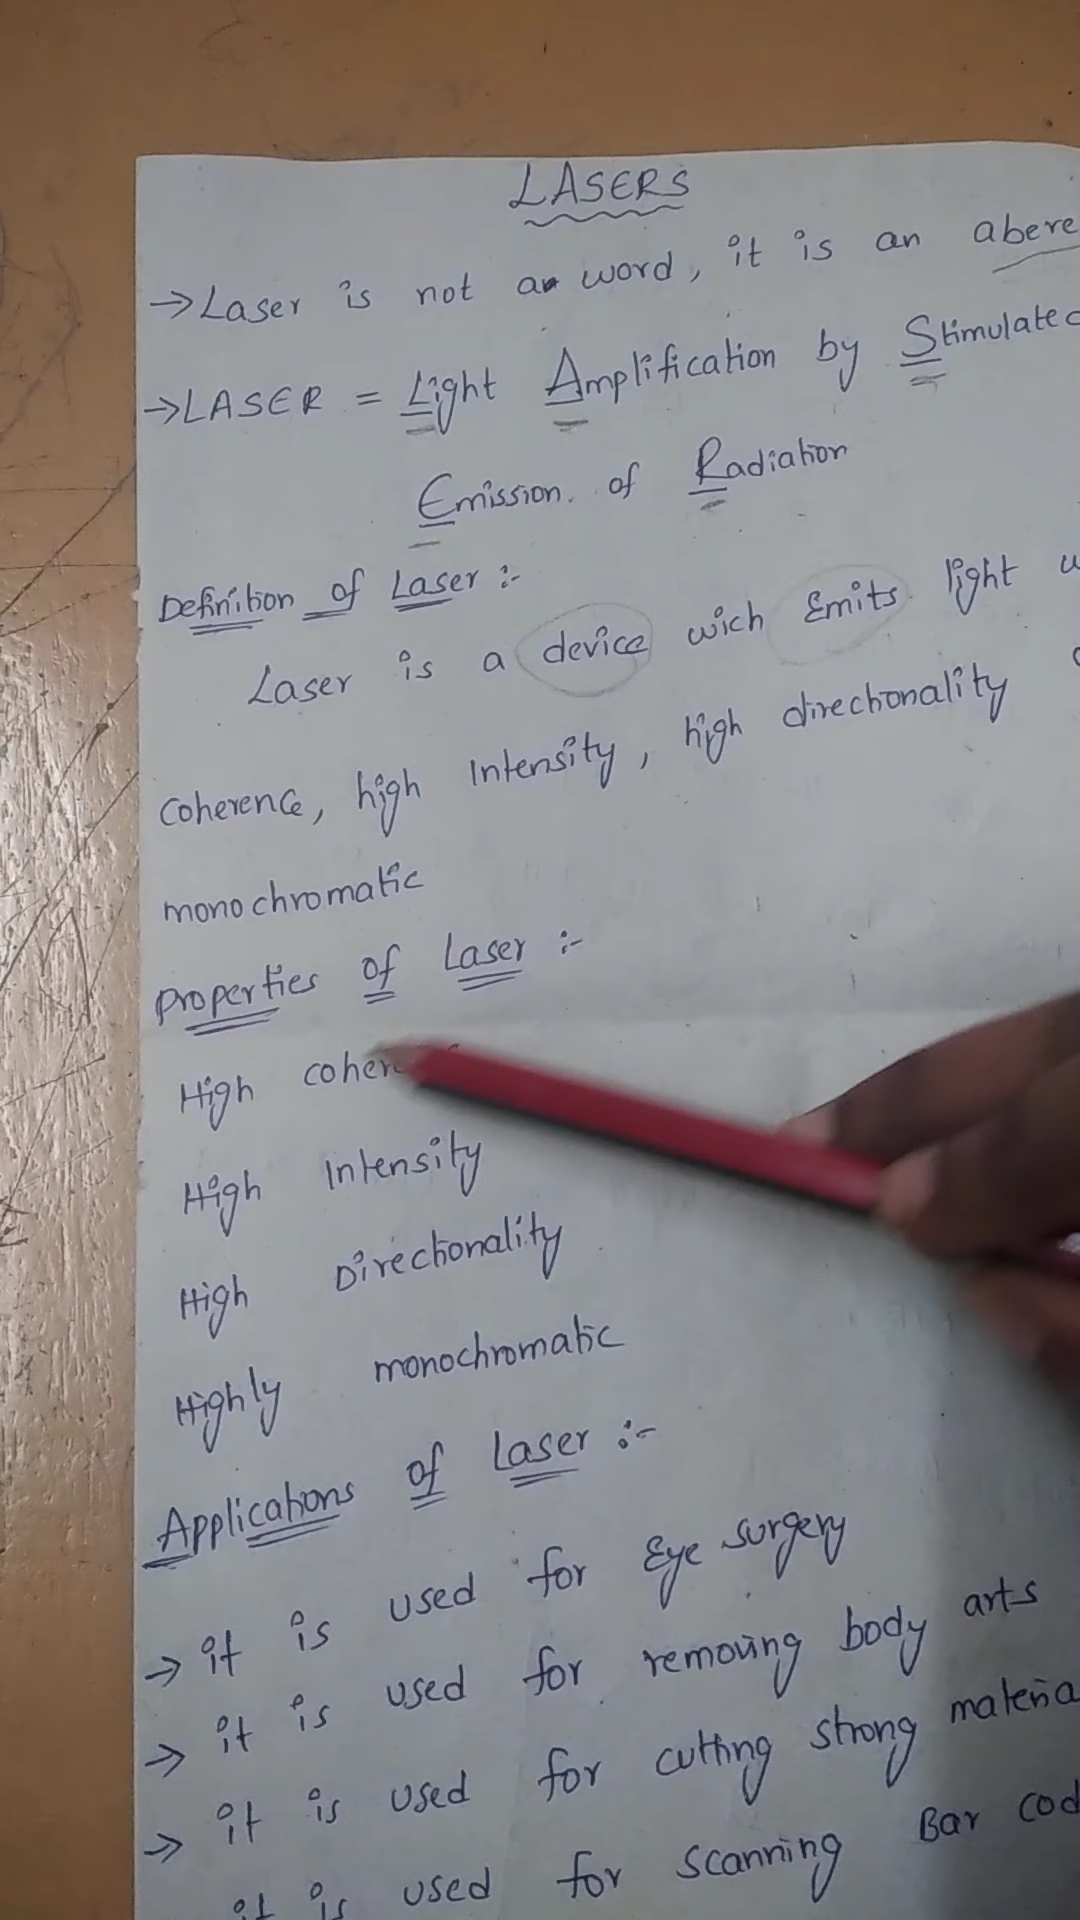 LASERS
→Laser is not a word, it is an abere
→LASER = Light Amplification by Stimulated
Emission. of Radiation
Definition of Laser :-
Laser is a device wich Emits light
coherence, high Intensity, high directionality
monochromatic
Properties of Laser :-
High
High Intensity
High Directionality
Highly monochromatic
Applications of Laser :-
→ it is used for Eye surgery
→ it is used for removing body arts
→ it is used for cutting strong materia
it is used for scanning Bar cod